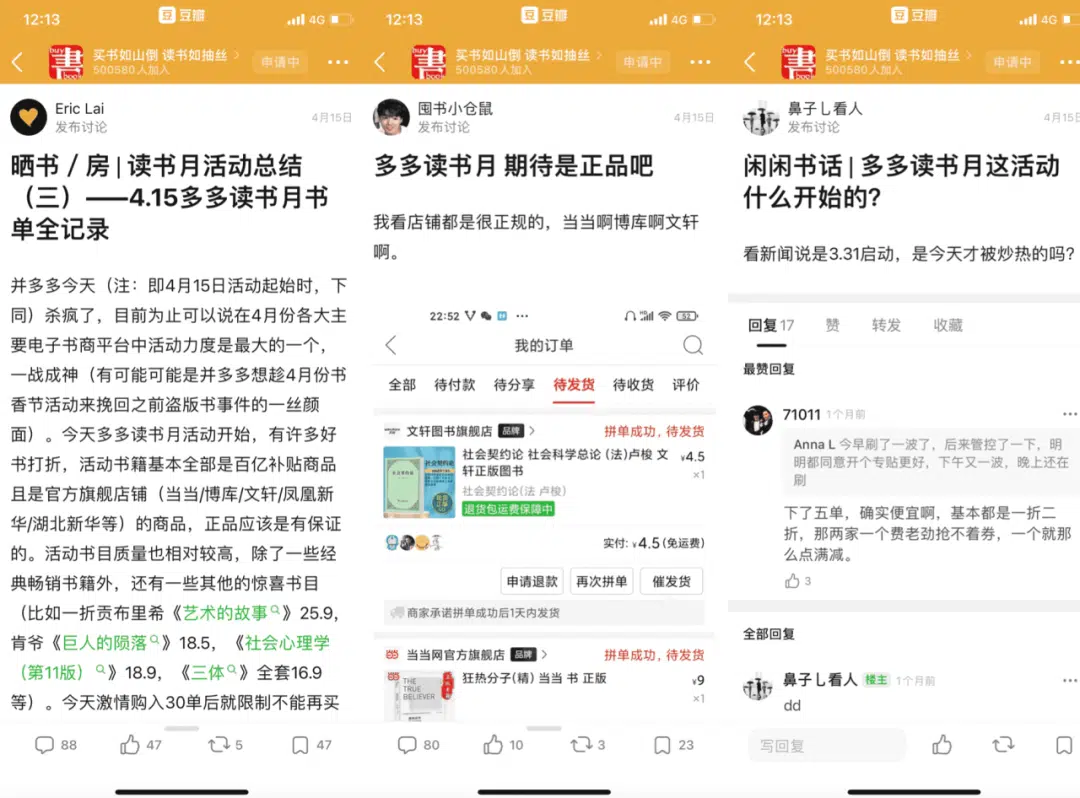 12:13
豆 豆瓣
4G
buy 書 book
买书如山倒 读书如抽丝
500580人加入
申请中
Eric Lai
发布讨论
4月15日
晒书 / 房 | 读书月活动总结
（三）——4.15多多读书月书
单全记录
并多多今天（注：即4月15日活动起始时，下
同）杀疯了，目前为止可以说在4月份各大主
要电子书商平台中活动力度是最大的一个，
一战成神（有可能可能是并多多想趁4月份书
香节活动来挽回之前盗版书事件的一丝颜
面）。今天多多读书月活动开始，有许多好
书打折，活动书籍基本全部是百亿补贴商品
且是官方旗舰店铺（当当/博库/文轩/凤凰新
华/湖北新华等）的商品，正品应该是有保证
的。活动书目质量也相对较高，除了一些经
典畅销书籍外，还有一些其他的惊喜书目
（比如一折贡布里希《艺术的故事》25.9，
肯爷《巨人的陨落》18.5，《社会心理学
（第11版）》18.9，《三体》全套16.9
等）。今天激情购入30单后就限制不能再买
88
47
5
47
12:13
豆 豆瓣
4G
buy 書 book
买书如山倒 读书如抽丝
500580人加入
申请中
囤书小仓鼠
发布讨论
4月15日
多多读书月 期待是正品吧
我看店铺都是很正规的，当当啊博库啊文轩
啊。
22:52
52
我的订单
全部 待付款 待分享 待发货 待收货 评价
文轩图书旗舰店 品牌
拼单成功，待发货
社会契约论 社会科学总论 (法)卢梭 文
轩正版图书
¥4.5
×1
社会契约论(法 卢梭)
退货包运费保障中
实付: ¥4.5(免运费)
申请退款 再次拼单 催发货
商家承诺拼单成功后1天内发货
当当网官方旗舰店 品牌
拼单成功，待发货
THE
TRUE
BELIEVER
狂热分子(精) 当当 书 正版
¥9
×1
80
10
3
23
12:13
豆 豆瓣
4G
buy 書 book
买书如山倒 读书如抽丝
500580人加入
申请中
鼻子乚看人
发布讨论
4月15
闲闲书话 | 多多读书月这活动
什么开始的?
看新闻说是3.31启动，是今天才被炒热的吗?
回复 17 赞 转发 收藏
最赞回复
71011 1个月前
Anna L 今早刷了一波了，后来管控了一下，明
明都同意开个专贴更好，下午又一波，晚上还在
刷
下了五单，确实便宜啊，基本都是一折二
折，那两家一个费老劲抢不着券，一个就那
么点满减。
3
全部回复
鼻子乚看人 楼主 1个月前
dd
写回复